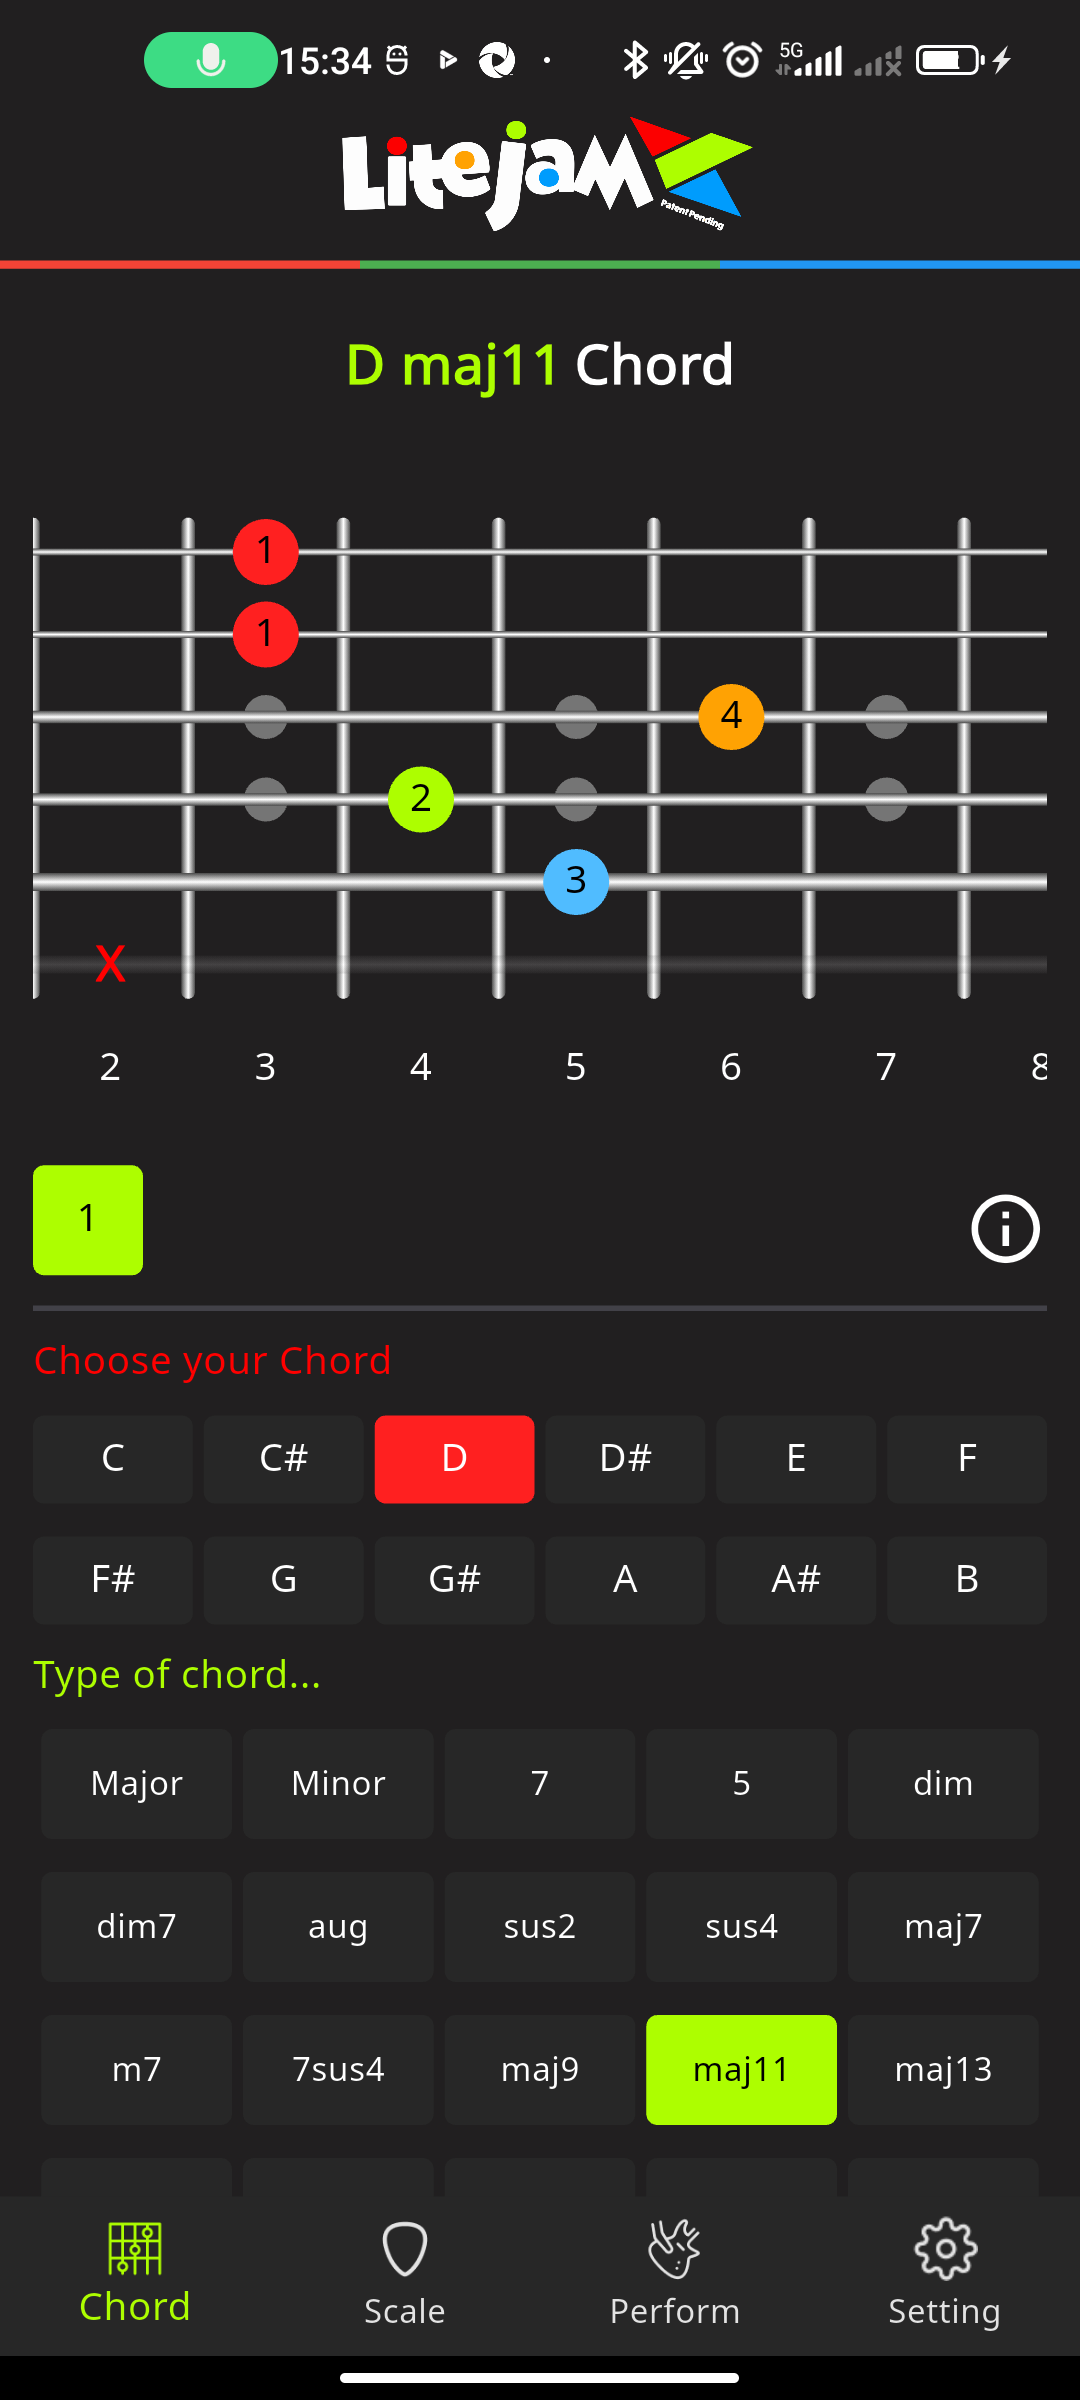 15:34 5G
LiteJam
Patent Pending
D maj11 Chord
1
1
4
2
3
X
2 3 4 5 6 7 8
1
Choose your Chord
C C# D D# E F
F# G G# A A# B
Type of chord...
Major Minor 7 5 dim
dim7 aug sus2 sus4 maj7
m7 7sus4 maj9 maj11 maj13
Chord Scale Perform Setting